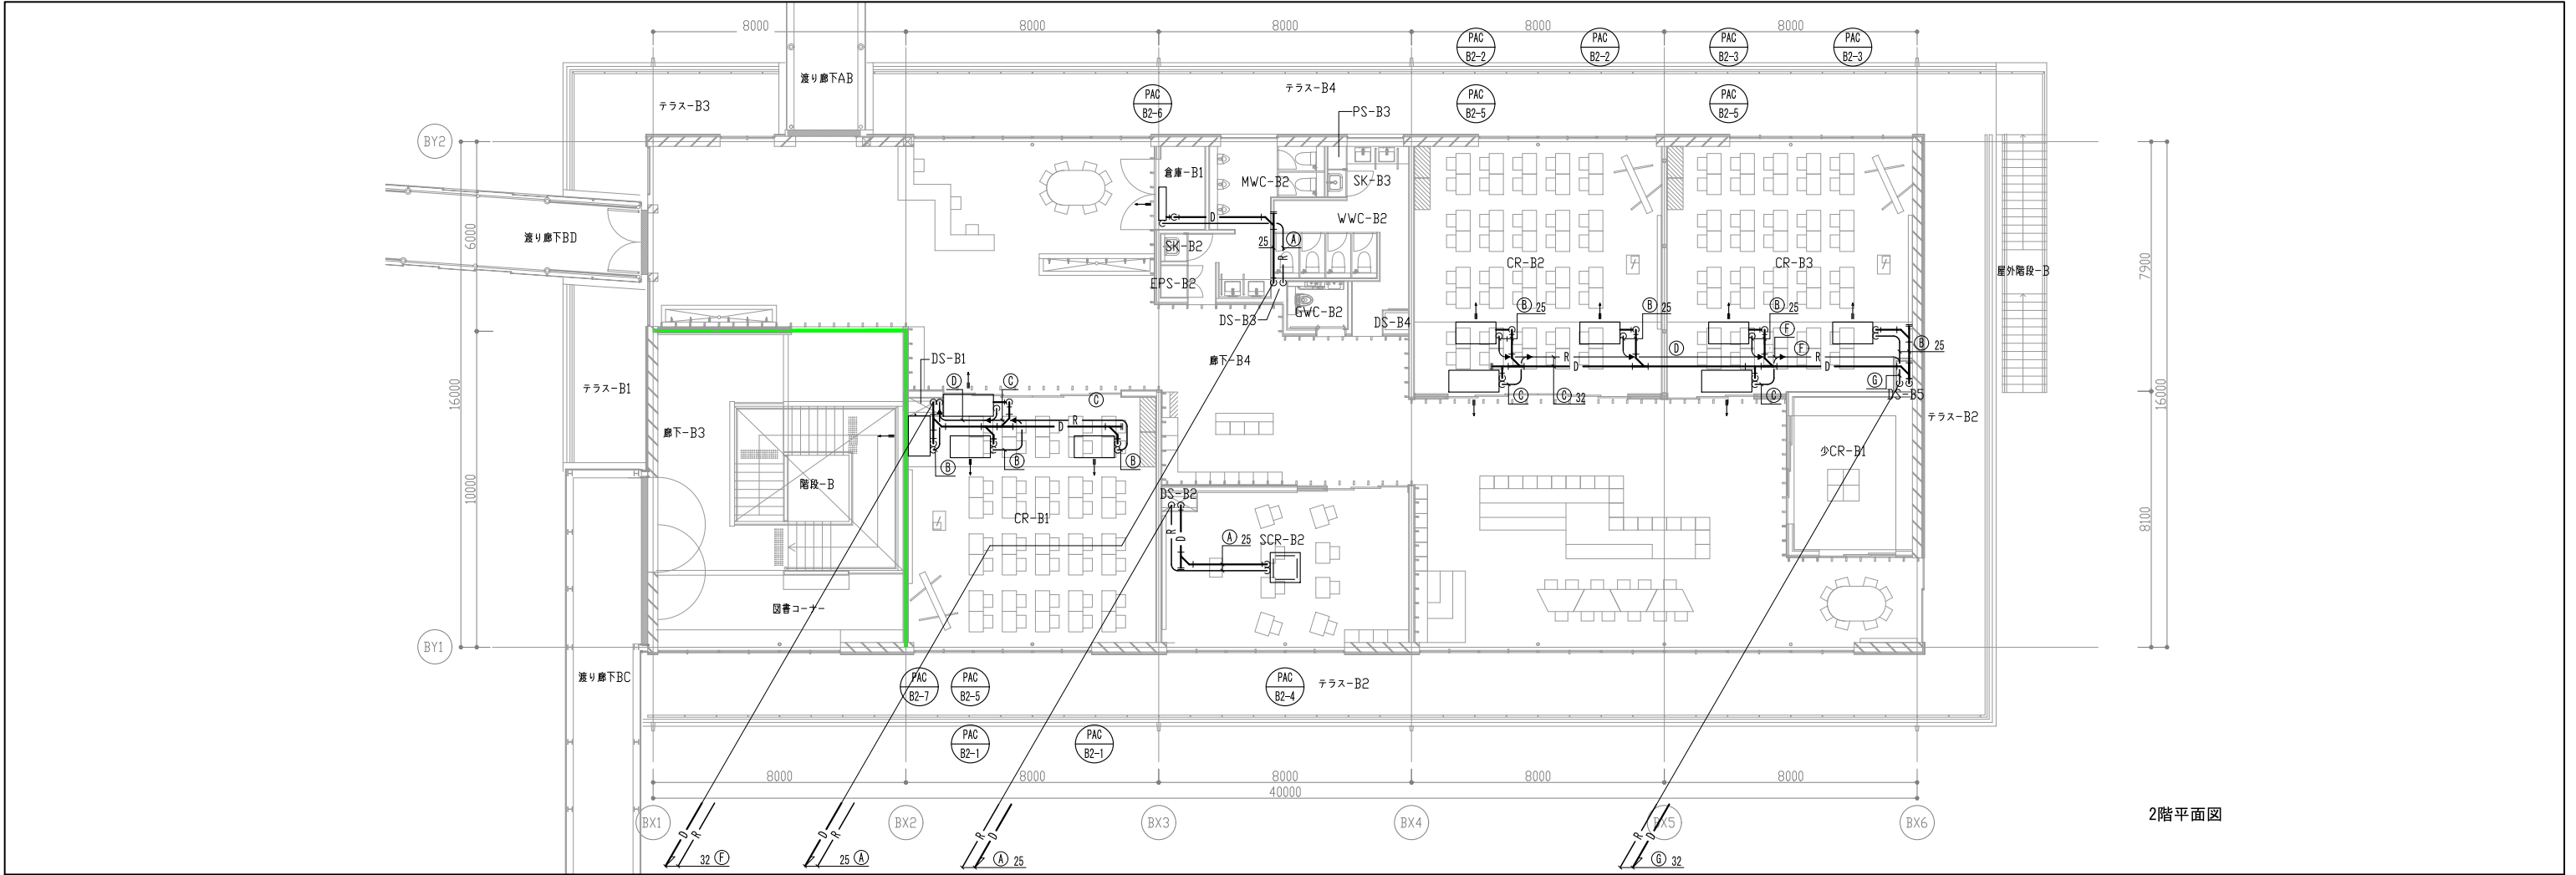 8000
8000
8000
8000
8000
PAC
B2-2
PAC
B2-2
PAC
B2-3
PAC
B2-3
渡り廊下AB
テラス-B3
テラス-B4
PAC
B2-6
PAC
B2-5
PAC
B2-5
PS-B3
BY2
倉庫-B1
MWC-B2
SK-B3
D
WWC-B2
渡り廊下BD
6000
SK-B2
25
A
R
CR-B2
CR-B3
7900
屋外階段-B
EPS-B2
DS-B3
GWC-B2
DS-B4
B 25
B 25
B 25
F
D
F
B 25
R
R
D
D
廊下-B4
DS-B1
D
C
C
G
DS-B5
C
C 32
C
テラス-B1
16000
16000
テラス-B2
廊下-B3
R
D
少CR-B1
B
B
B
階段-B
10000
DS-B2
CR-B1
R
D
A 25
SCR-B2
8100
図書コーナー
BY1
渡り廊下BC
PAC
B2-7
PAC
B2-5
PAC
B2-4
テラス-B2
PAC
B2-1
PAC
B2-1
8000
8000
8000
8000
8000
40000
BX1
BX2
BX3
BX4
BX5
BX6
2階平面図
D
R
D
R
R
D
R
D
32 F
25 A
A 25
G 32